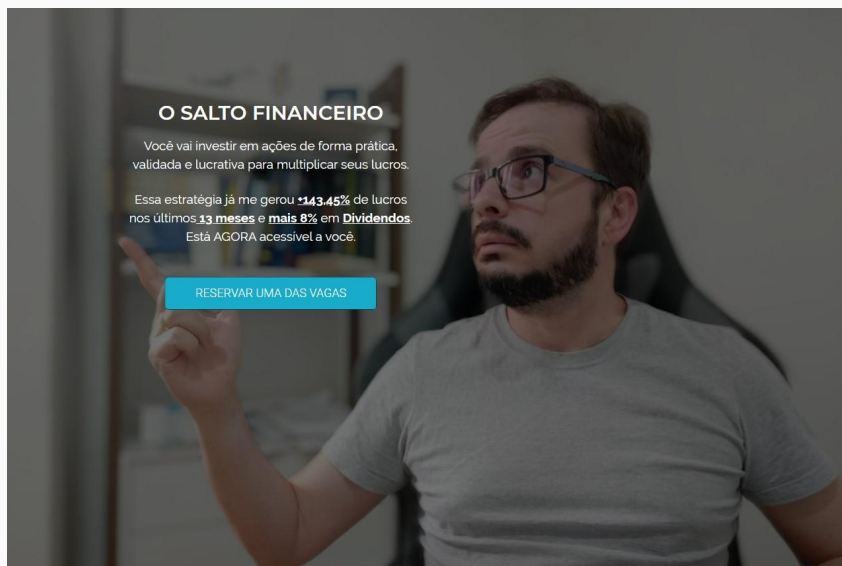 O SALTO FINANCEIRO
Você vai investir em ações de forma prática,
validada e lucrativa para multiplicar seus lucros.
Essa estratégia já me gerou +143,45% de lucros
nos últimos 13 meses e mais 8% em Dividendos.
Está AGORA acessível a você.
RESERVAR UMA DAS VAGAS